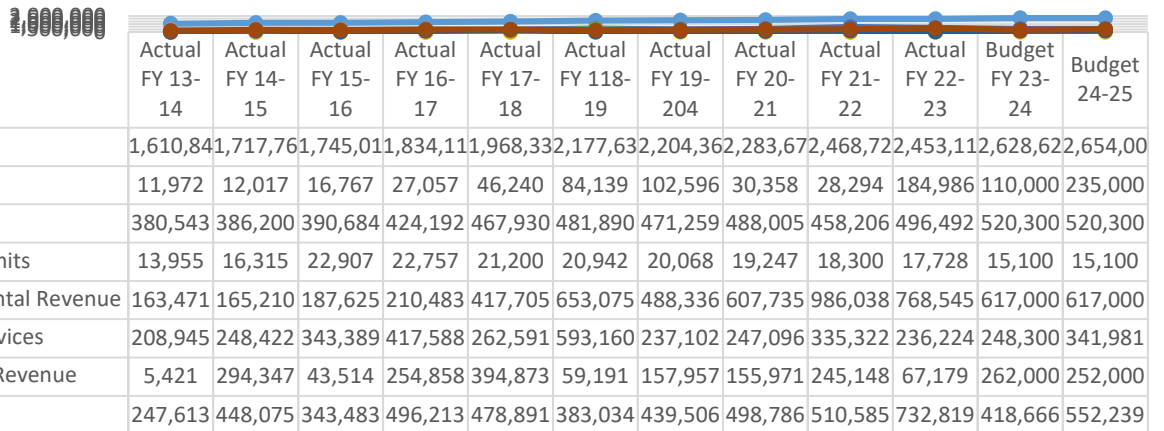 Actual FY 13-14 Actual FY 14-15 Actual FY 15-16 Actual FY 16-17 Actual FY 17-18 Actual FY 118-19 Actual FY 19-204 Actual FY 20-21 Actual FY 21-22 Actual FY 22-23 Budget FY 23-24 Budget 24-25
1,610,84 1,717,76 1,745,01 1,834,11 1,968,33 2,177,63 2,204,36 2,283,67 2,468,72 2,453,11 2,628,62 2,654,00
11,972 12,017 16,767 27,057 46,240 84,139 102,596 30,358 28,294 184,986 110,000 235,000
380,543 386,200 390,684 424,192 467,930 481,890 471,259 488,005 458,206 496,492 520,300 520,300
nits 13,955 16,315 22,907 22,757 21,200 20,942 20,068 19,247 18,300 17,728 15,100 15,100
ntal Revenue 163,471 165,210 187,625 210,483 417,705 653,075 488,336 607,735 986,038 768,545 617,000 617,000
vices 208,945 248,422 343,389 417,588 262,591 593,160 237,102 247,096 335,322 236,224 248,300 341,981
Revenue 5,421 294,347 43,514 254,858 394,873 59,191 157,957 155,971 245,148 67,179 262,000 252,000
247,613 448,075 343,483 496,213 478,891 383,034 439,506 498,786 510,585 732,819 418,666 552,239